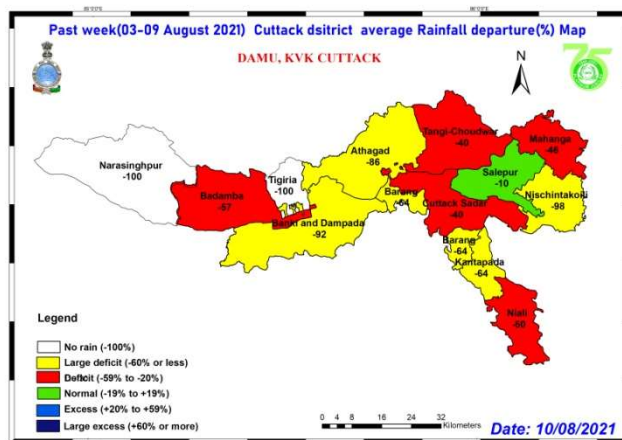 Past week(03-09 August 2021) Cuttack dsitrict average Rainfall departure(%) Map
DAMU, KVK CUTTACK
N
75
Narasinghpur
-100
Badamba
-57
Tigiria
-100
Athagad
-86
Banki and Dampada
-92
Tangi-Choudwar
-40
Mahanga
-46
Salepur
-10
Nischintakoili
-98
Barang
-64
Cuttack Sadar
-40
Barang
-64
Kantapada
-64
Niali
-50
Legend
No rain (-100%)
Large deficit (-60% or less)
Deficit (-59% to -20%)
Normal (-19% to +19%)
Excess (+20% to +59%)
Large excess (+60% or more)
0 4 8 16 24 32
Kilometers
Date: 10/08/2021